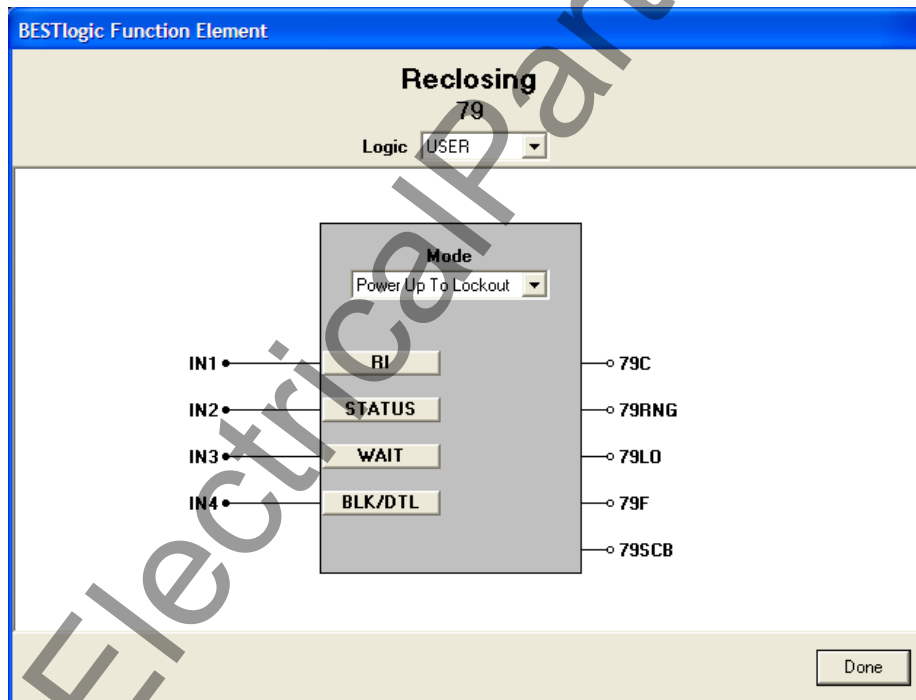 BESTlogic Function Element
Reclosing
79
Logic USER
Mode
Power Up To Lockout
IN1 RI 79C
IN2 STATUS 79RNG
IN3 WAIT 79LO
IN4 BLK/DTL 79F
79SCB
Done
ElectricalPart